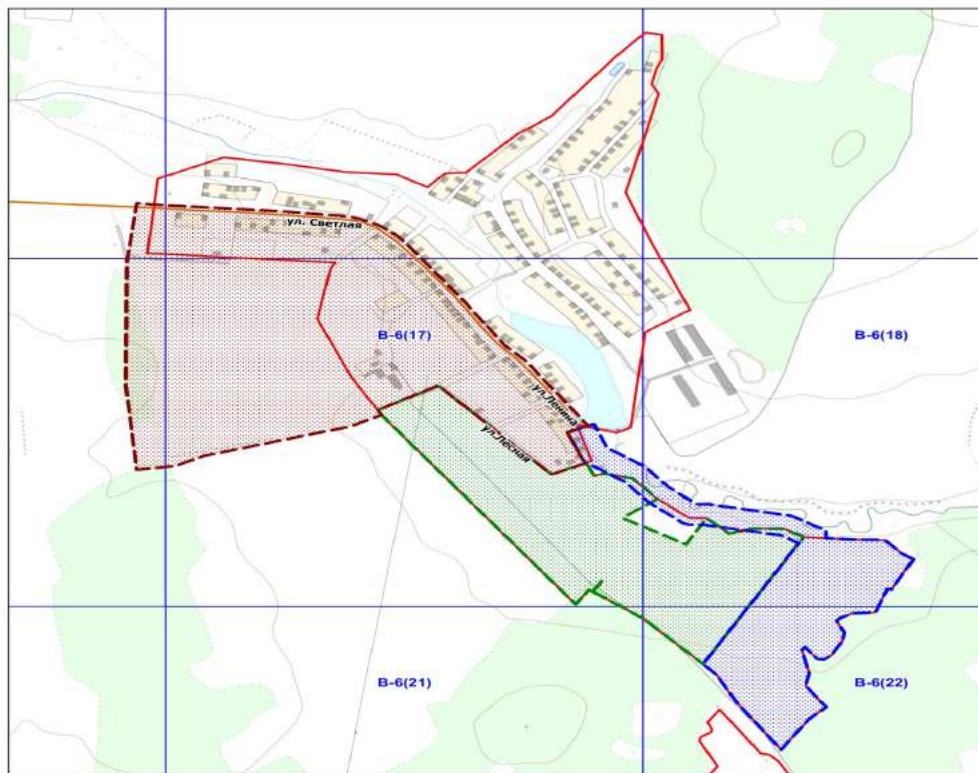 ул. Светлая
В-6(17)
В-6(18)
ул.Ленина
ул.Лесная
В-6(21)
В-6(22)